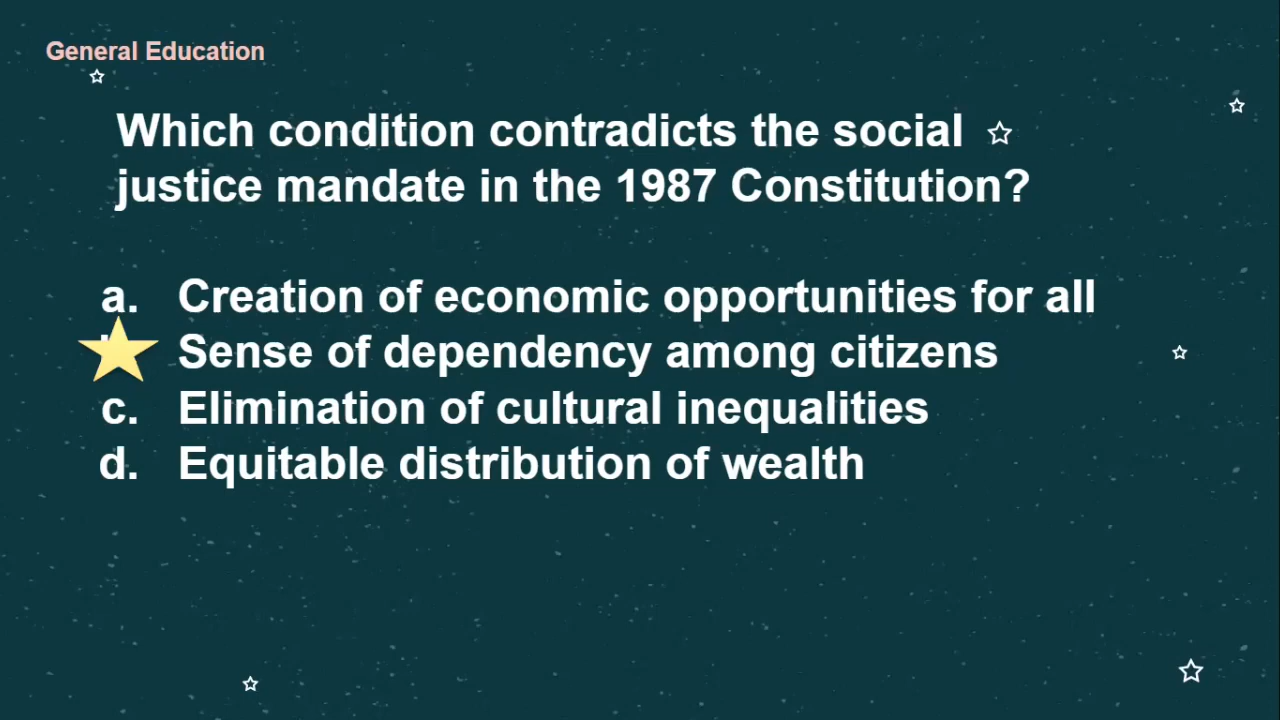 General Education
Which condition contradicts the social
justice mandate in the 1987 Constitution?
a. Creation of economic opportunities for all
Sense of dependency among citizens
c. Elimination of cultural inequalities
d. Equitable distribution of wealth